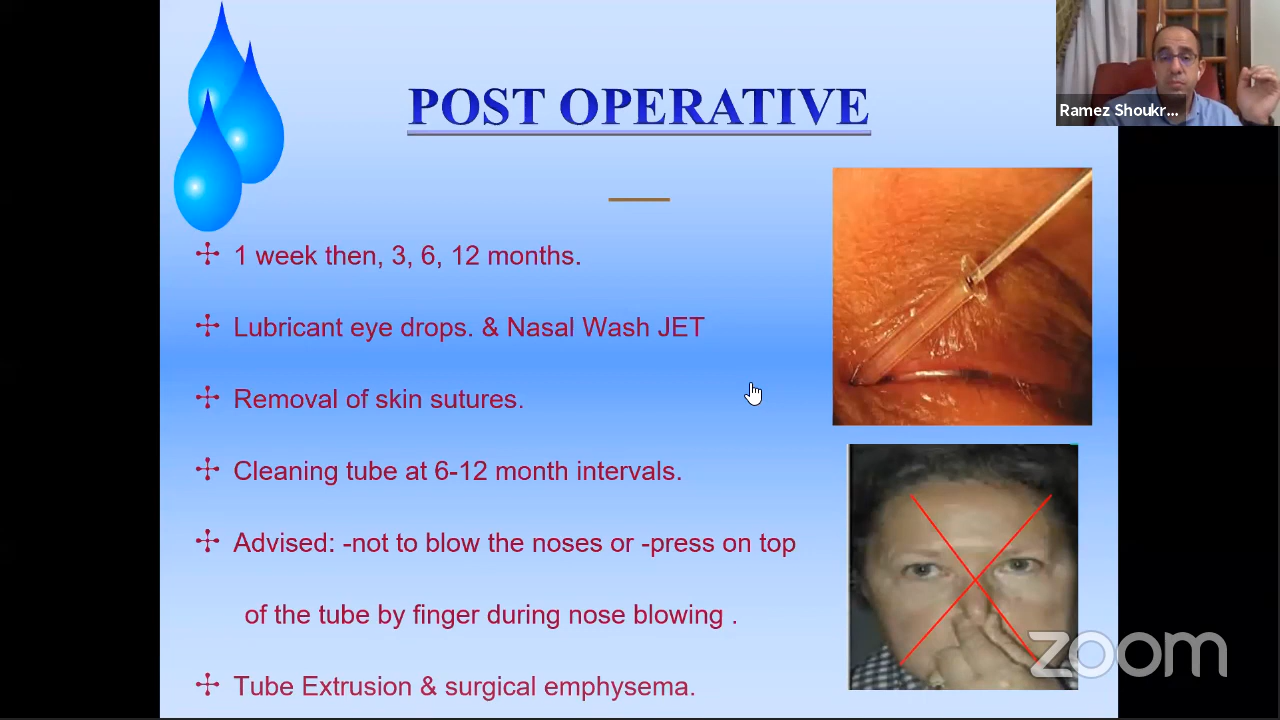 POST OPERATIVE
Ramez Shoukr...
1 week then, 3, 6, 12 months.
Lubricant eye drops. & Nasal Wash JET
Removal of skin sutures.
Cleaning tube at 6-12 month intervals.
Advised: -not to blow the noses or -press on top
of the tube by finger during nose blowing .
Tube Extrusion & surgical emphysema.
zoom